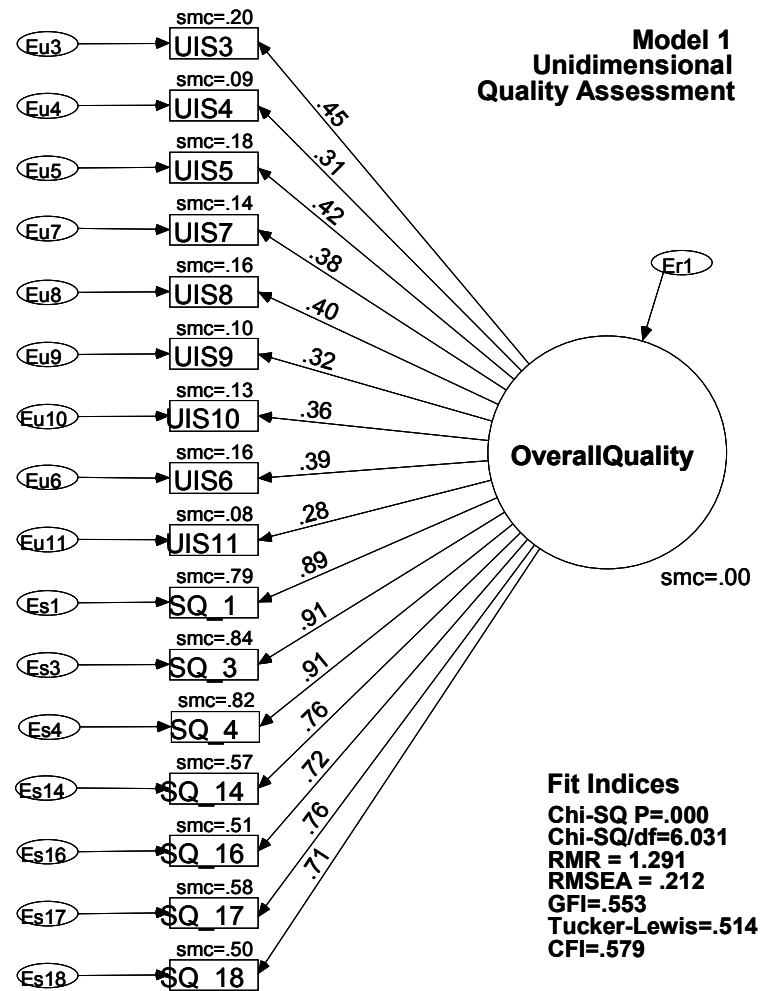 Model 1
Unidimensional
Quality Assessment
smc=.20
Eu3
UIS3
.45
smc=.09
Eu4
UIS4
.31
smc=.18
Eu5
UIS5
.42
smc=.14
Eu7
UIS7
.38
smc=.16
Eu8
UIS8
.40
smc=.10
Eu9
UIS9
.32
smc=.13
Eu10
UIS10
.36
smc=.16
Eu6
UIS6
.39
smc=.08
Eu11
UIS11
.28
smc=.79
Es1
SQ_1
.89
smc=.84
Es3
SQ_3
.91
smc=.82
Es4
SQ_4
.91
smc=.57
Es14
SQ_14
.76
smc=.51
Es16
SQ_16
.72
smc=.58
Es17
SQ_17
.76
smc=.50
Es18
SQ_18
.71
Er1
OverallQuality
smc=.00
Fit Indices
Chi-SQ P=.000
Chi-SQ/df=6.031
RMR = 1.291
RMSEA = .212
GFI=.553
Tucker-Lewis=.514
CFI=.579